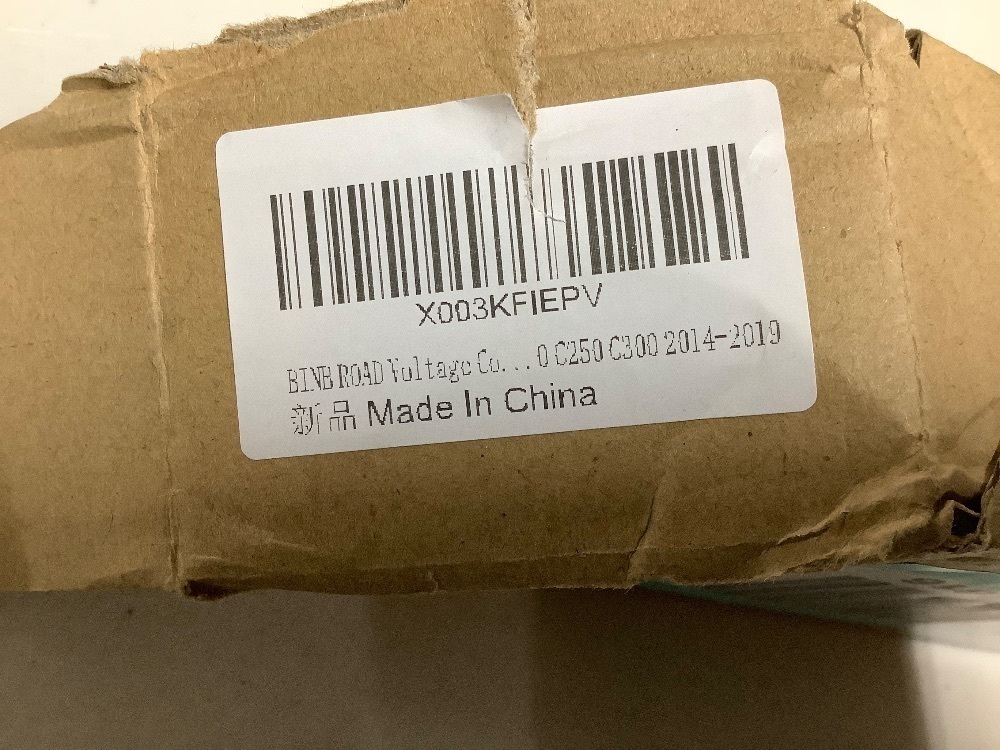 X003KFIEPV
BINB ROAD Voltage Co...0 C250 C300 2014-2019
新品 Made In China